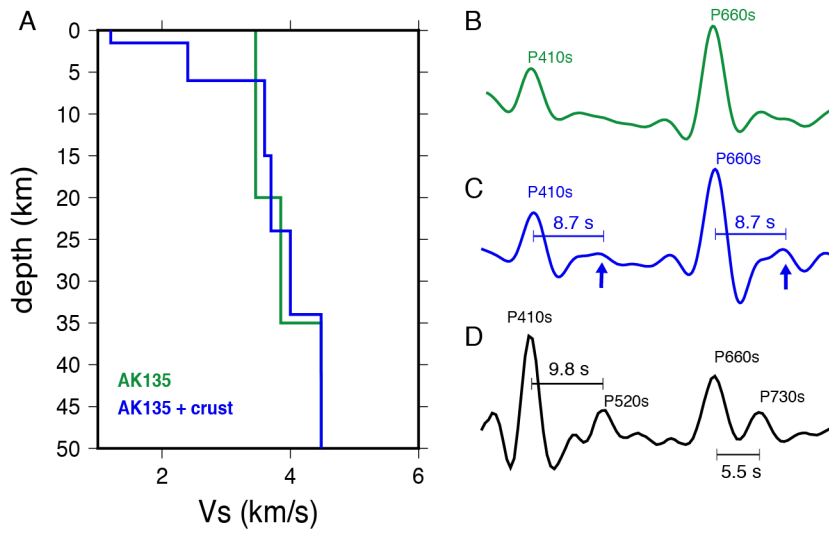 A
0
5
10
15
20
25
30
35
40
45
50
depth (km)
2
4
6
Vs (km/s)
AK135
AK135 + crust
B
P410s
P660s
C
P410s
P660s
8.7 s
8.7 s
D
P410s
P660s
9.8 s
P520s
P730s
5.5 s